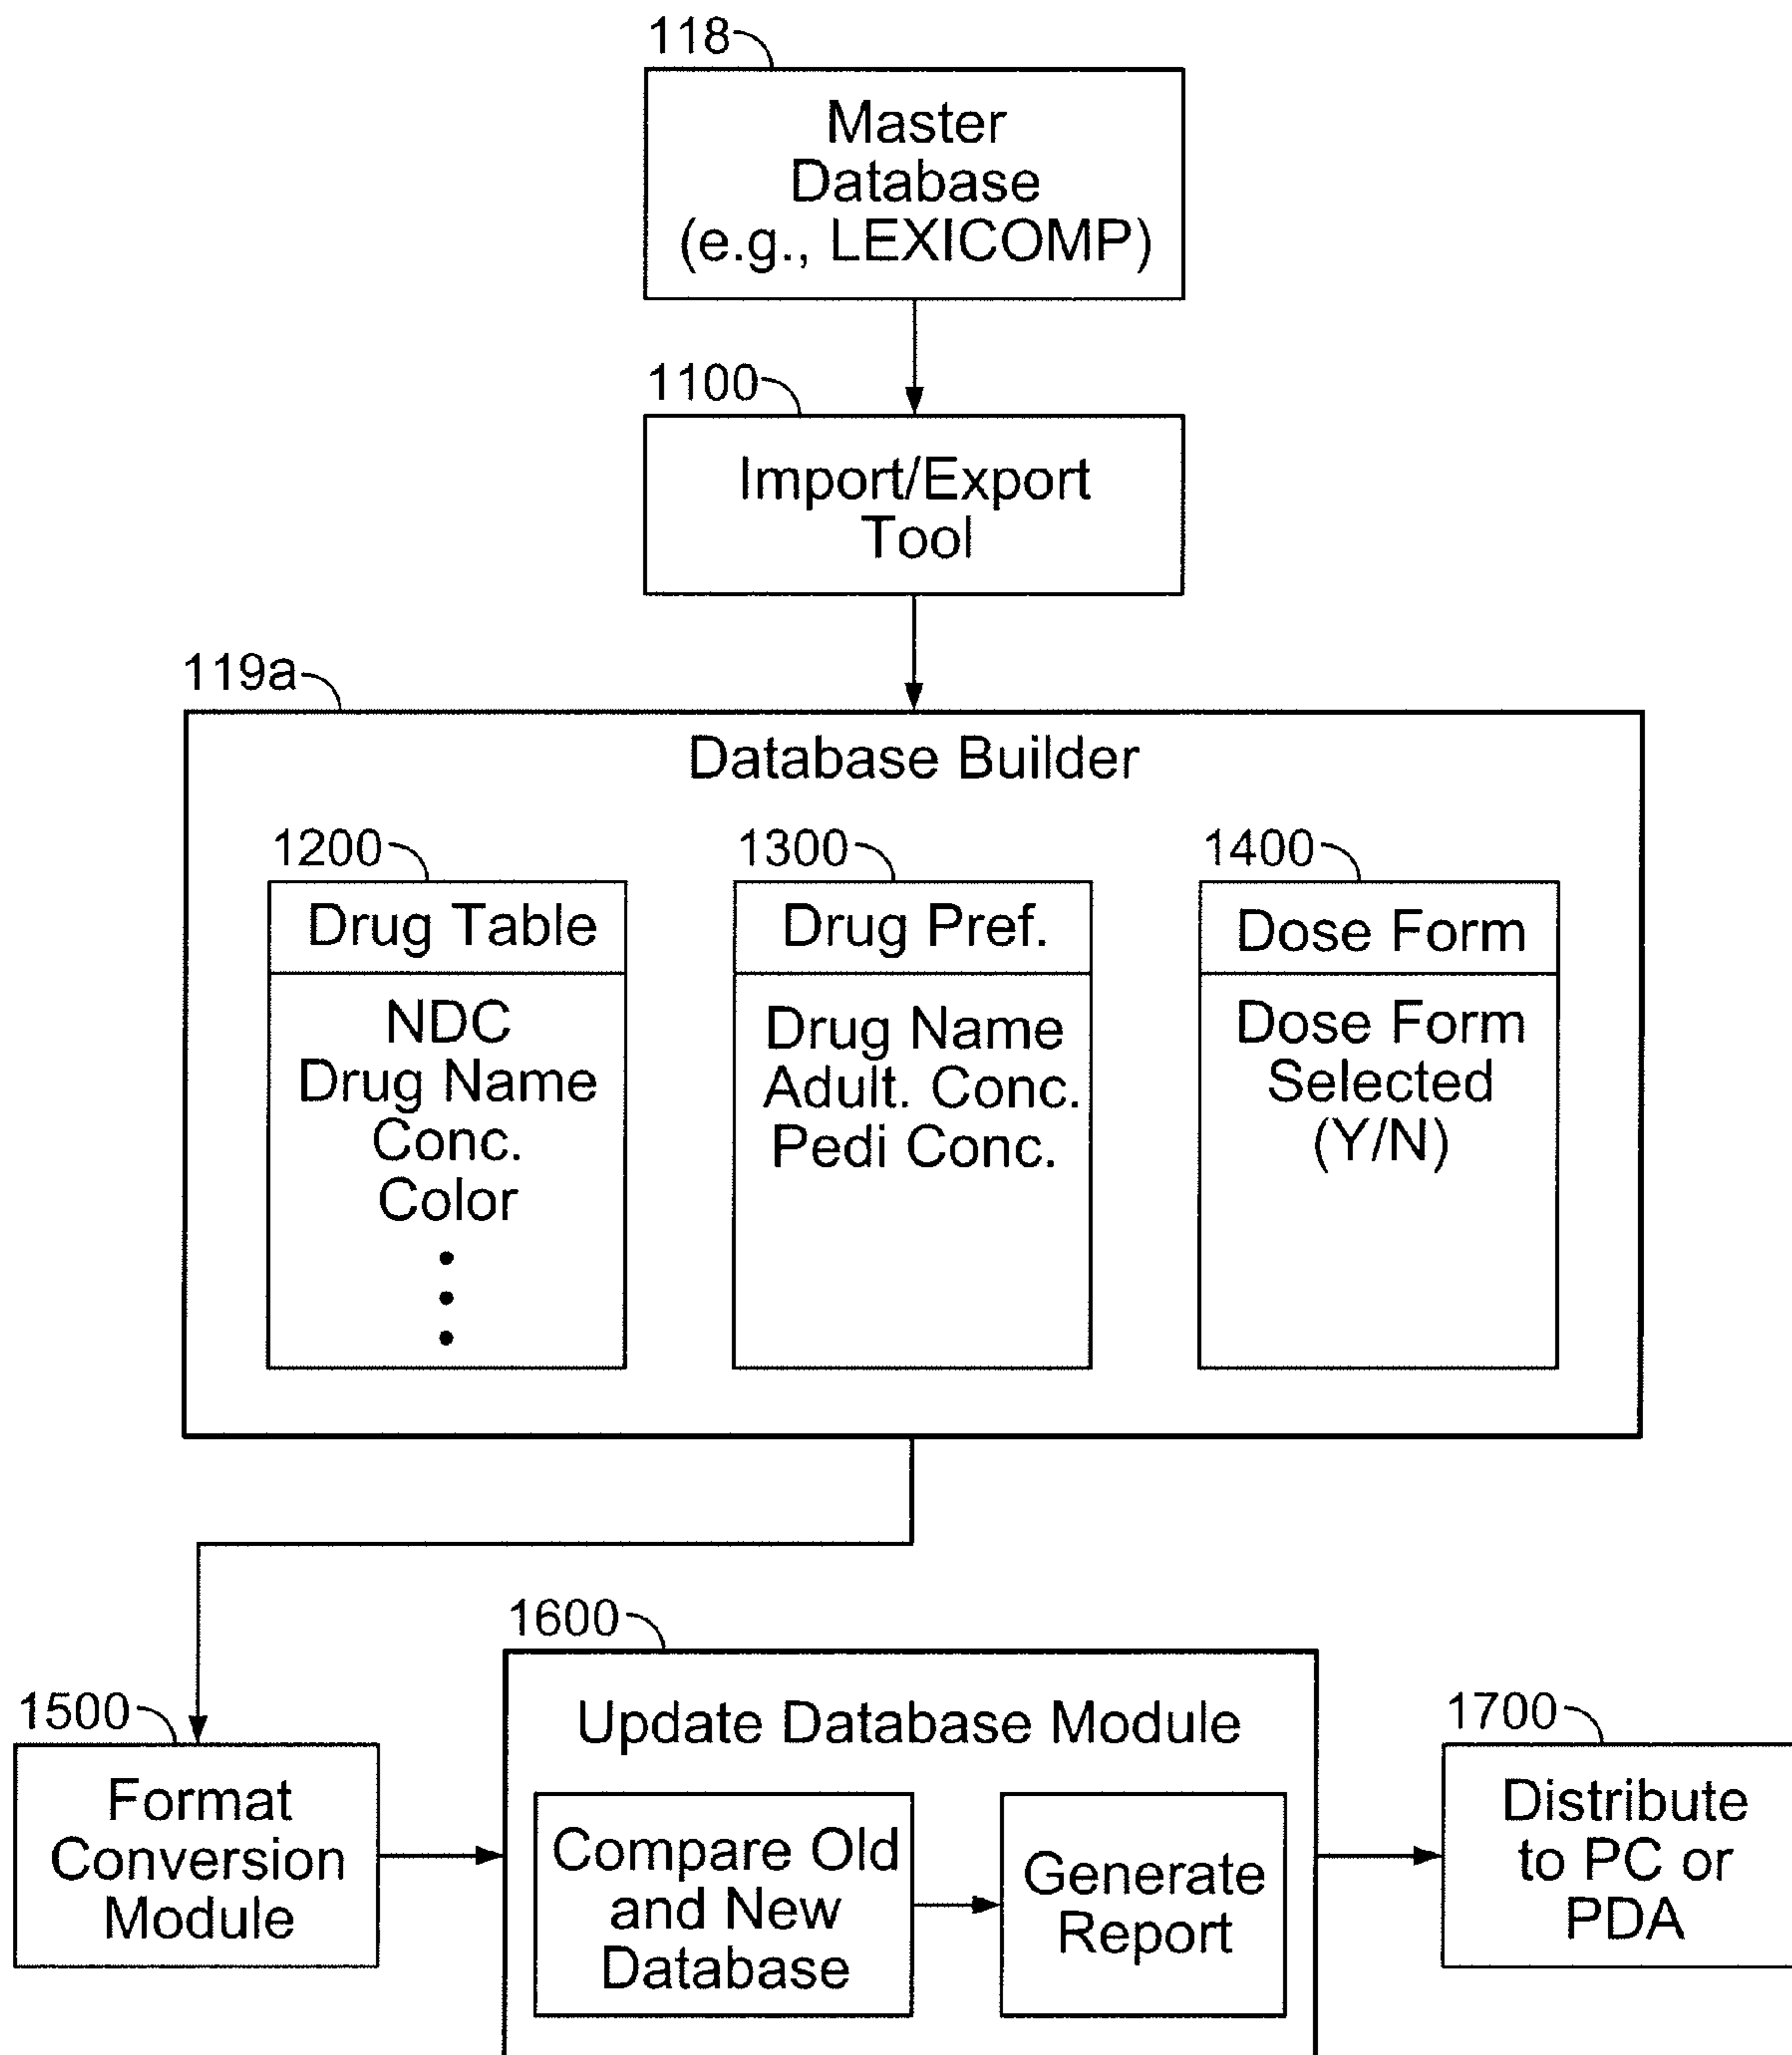 118
Master
Database
(e.g., LEXICOMP)
1100
Import/Export
Tool
119a
Database Builder
1200
Drug Table
NDC
Drug Name
Conc.
Color
1300
Drug Pref.
Drug Name
Adult. Conc.
Pedi Conc.
1400
Dose Form
Dose Form
Selected
(Y/N)
1500
Format
Conversion
Module
1600
Update Database Module
Compare Old
and New
Database
Generate
Report
1700
Distribute
to PC or
PDA